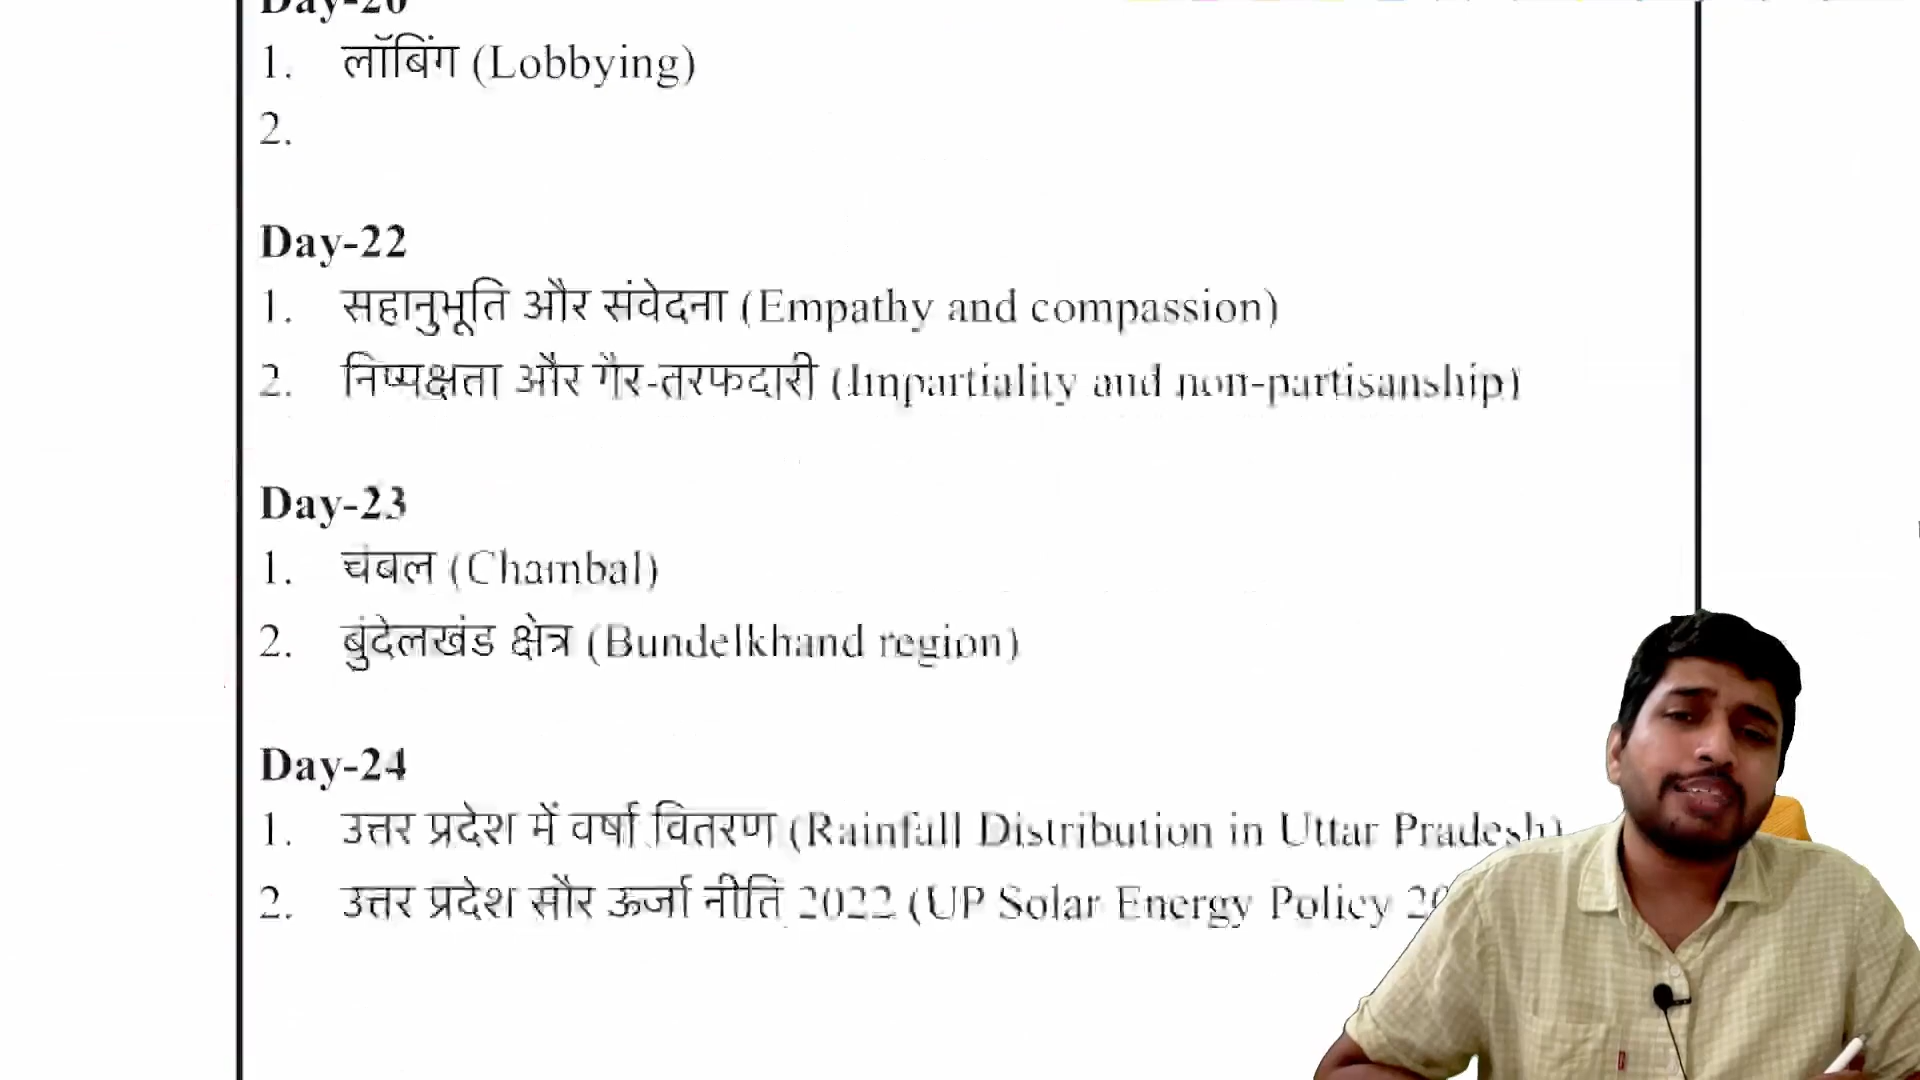 Day-20
1. लॉबिंग (Lobbying)
2.
Day-22
1. सहानुभूति और संवेदना (Empathy and compassion)
2. निष्पक्षता और गैर-तरफदारी (Impartiality and non-partisanship)
Day-23
1. चंबल (Chambal)
2. बुंदेलखंड क्षेत्र (Bundelkhand region)
Day-24
1. उत्तर प्रदेश में वर्षा वितरण (Rainfall Distribution in Uttar Pradesh)
2. उत्तर प्रदेश सौर ऊर्जा नीति 2022 (UP Solar Energy Policy